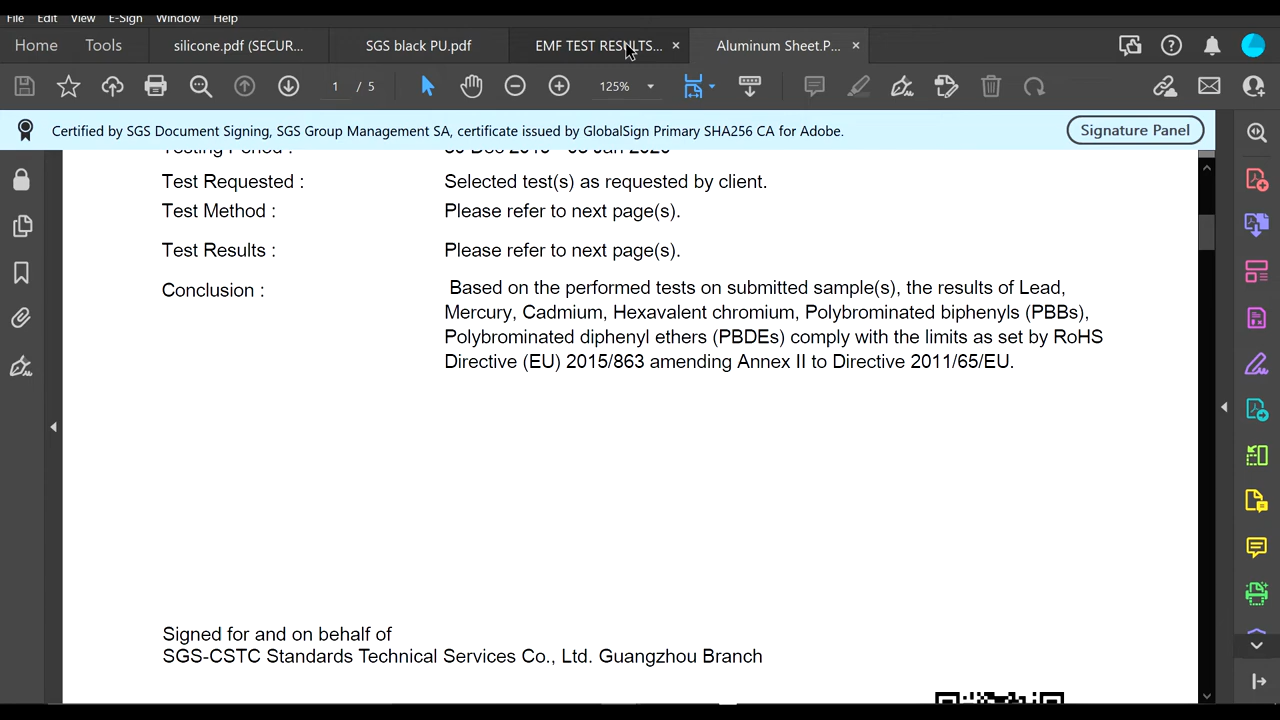 File Edit View E-Sign Window Help
Home Tools silicone.pdf (SECUR... SGS black PU.pdf EMF TEST RESULTS... × Aluminum Sheet.P... ×
1 / 5 125%
Certified by SGS Document Signing, SGS Group Management SA, certificate issued by GlobalSign Primary SHA256 CA for Adobe. Signature Panel
Testing Period :
Test Requested : Selected test(s) as requested by client.
Test Method : Please refer to next page(s).
Test Results : Please refer to next page(s).
Conclusion : Based on the performed tests on submitted sample(s), the results of Lead,
Mercury, Cadmium, Hexavalent chromium, Polybrominated biphenyls (PBBs),
Polybrominated diphenyl ethers (PBDEs) comply with the limits as set by RoHS
Directive (EU) 2015/863 amending Annex II to Directive 2011/65/EU.
Signed for and on behalf of
SGS-CSTC Standards Technical Services Co., Ltd. Guangzhou Branch